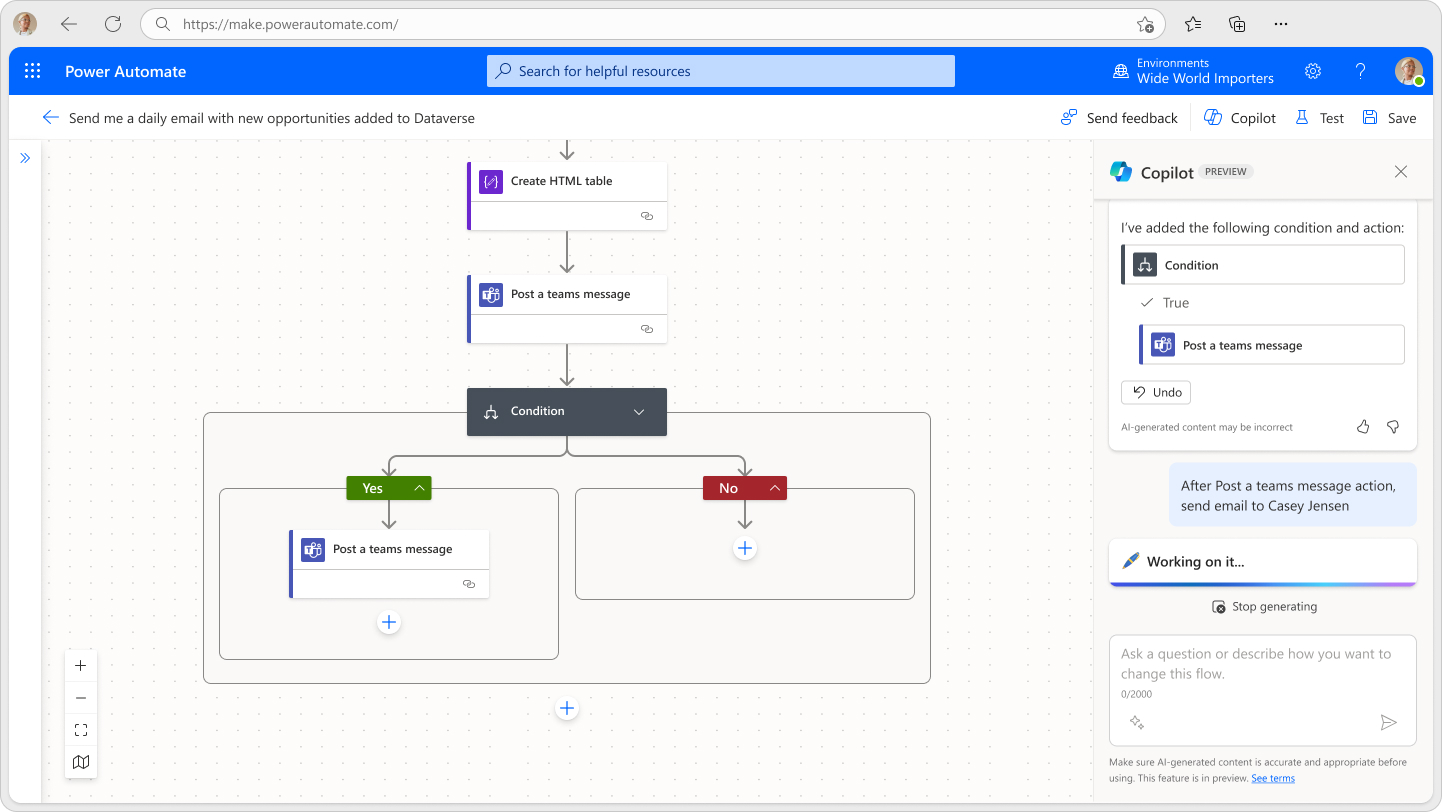 https://make.powerautomate.com/
Power Automate
Search for helpful resources
Environments
Wide World Importers
Send me a daily email with new opportunities added to Dataverse
Send feedback
Copilot
Test
Save
Create HTML table
Post a teams message
Condition
Yes
No
Post a teams message
Copilot
PREVIEW
I've added the following condition and action:
Condition
True
Post a teams message
Undo
AI-generated content may be incorrect
After Post a teams message action,
send email to Casey Jensen
Working on it...
Stop generating
Ask a question or describe how you want to
change this flow.
0/2000
Make sure AI-generated content is accurate and appropriate before
using. This feature is in preview. See terms